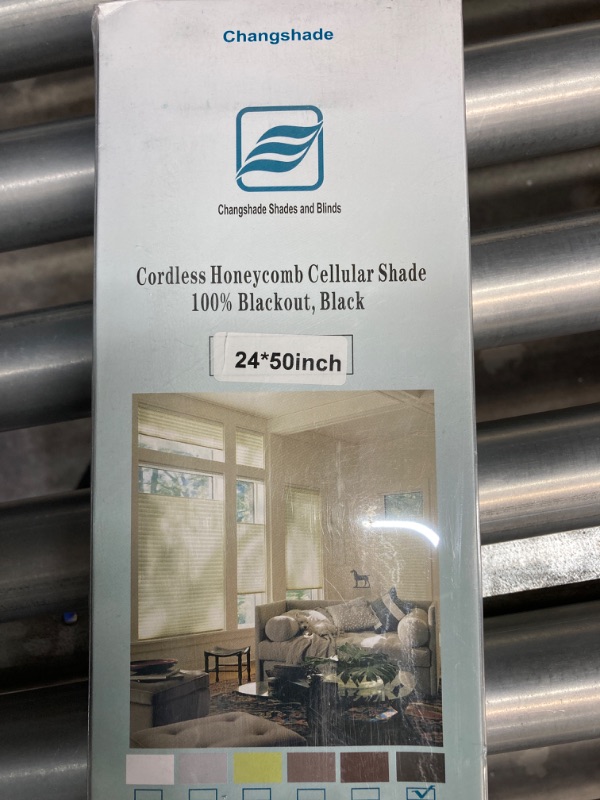 Changshade
Changshade Shades and Blinds
Cordless Honeycomb Cellular Shade
100% Blackout, Black
24*50inch